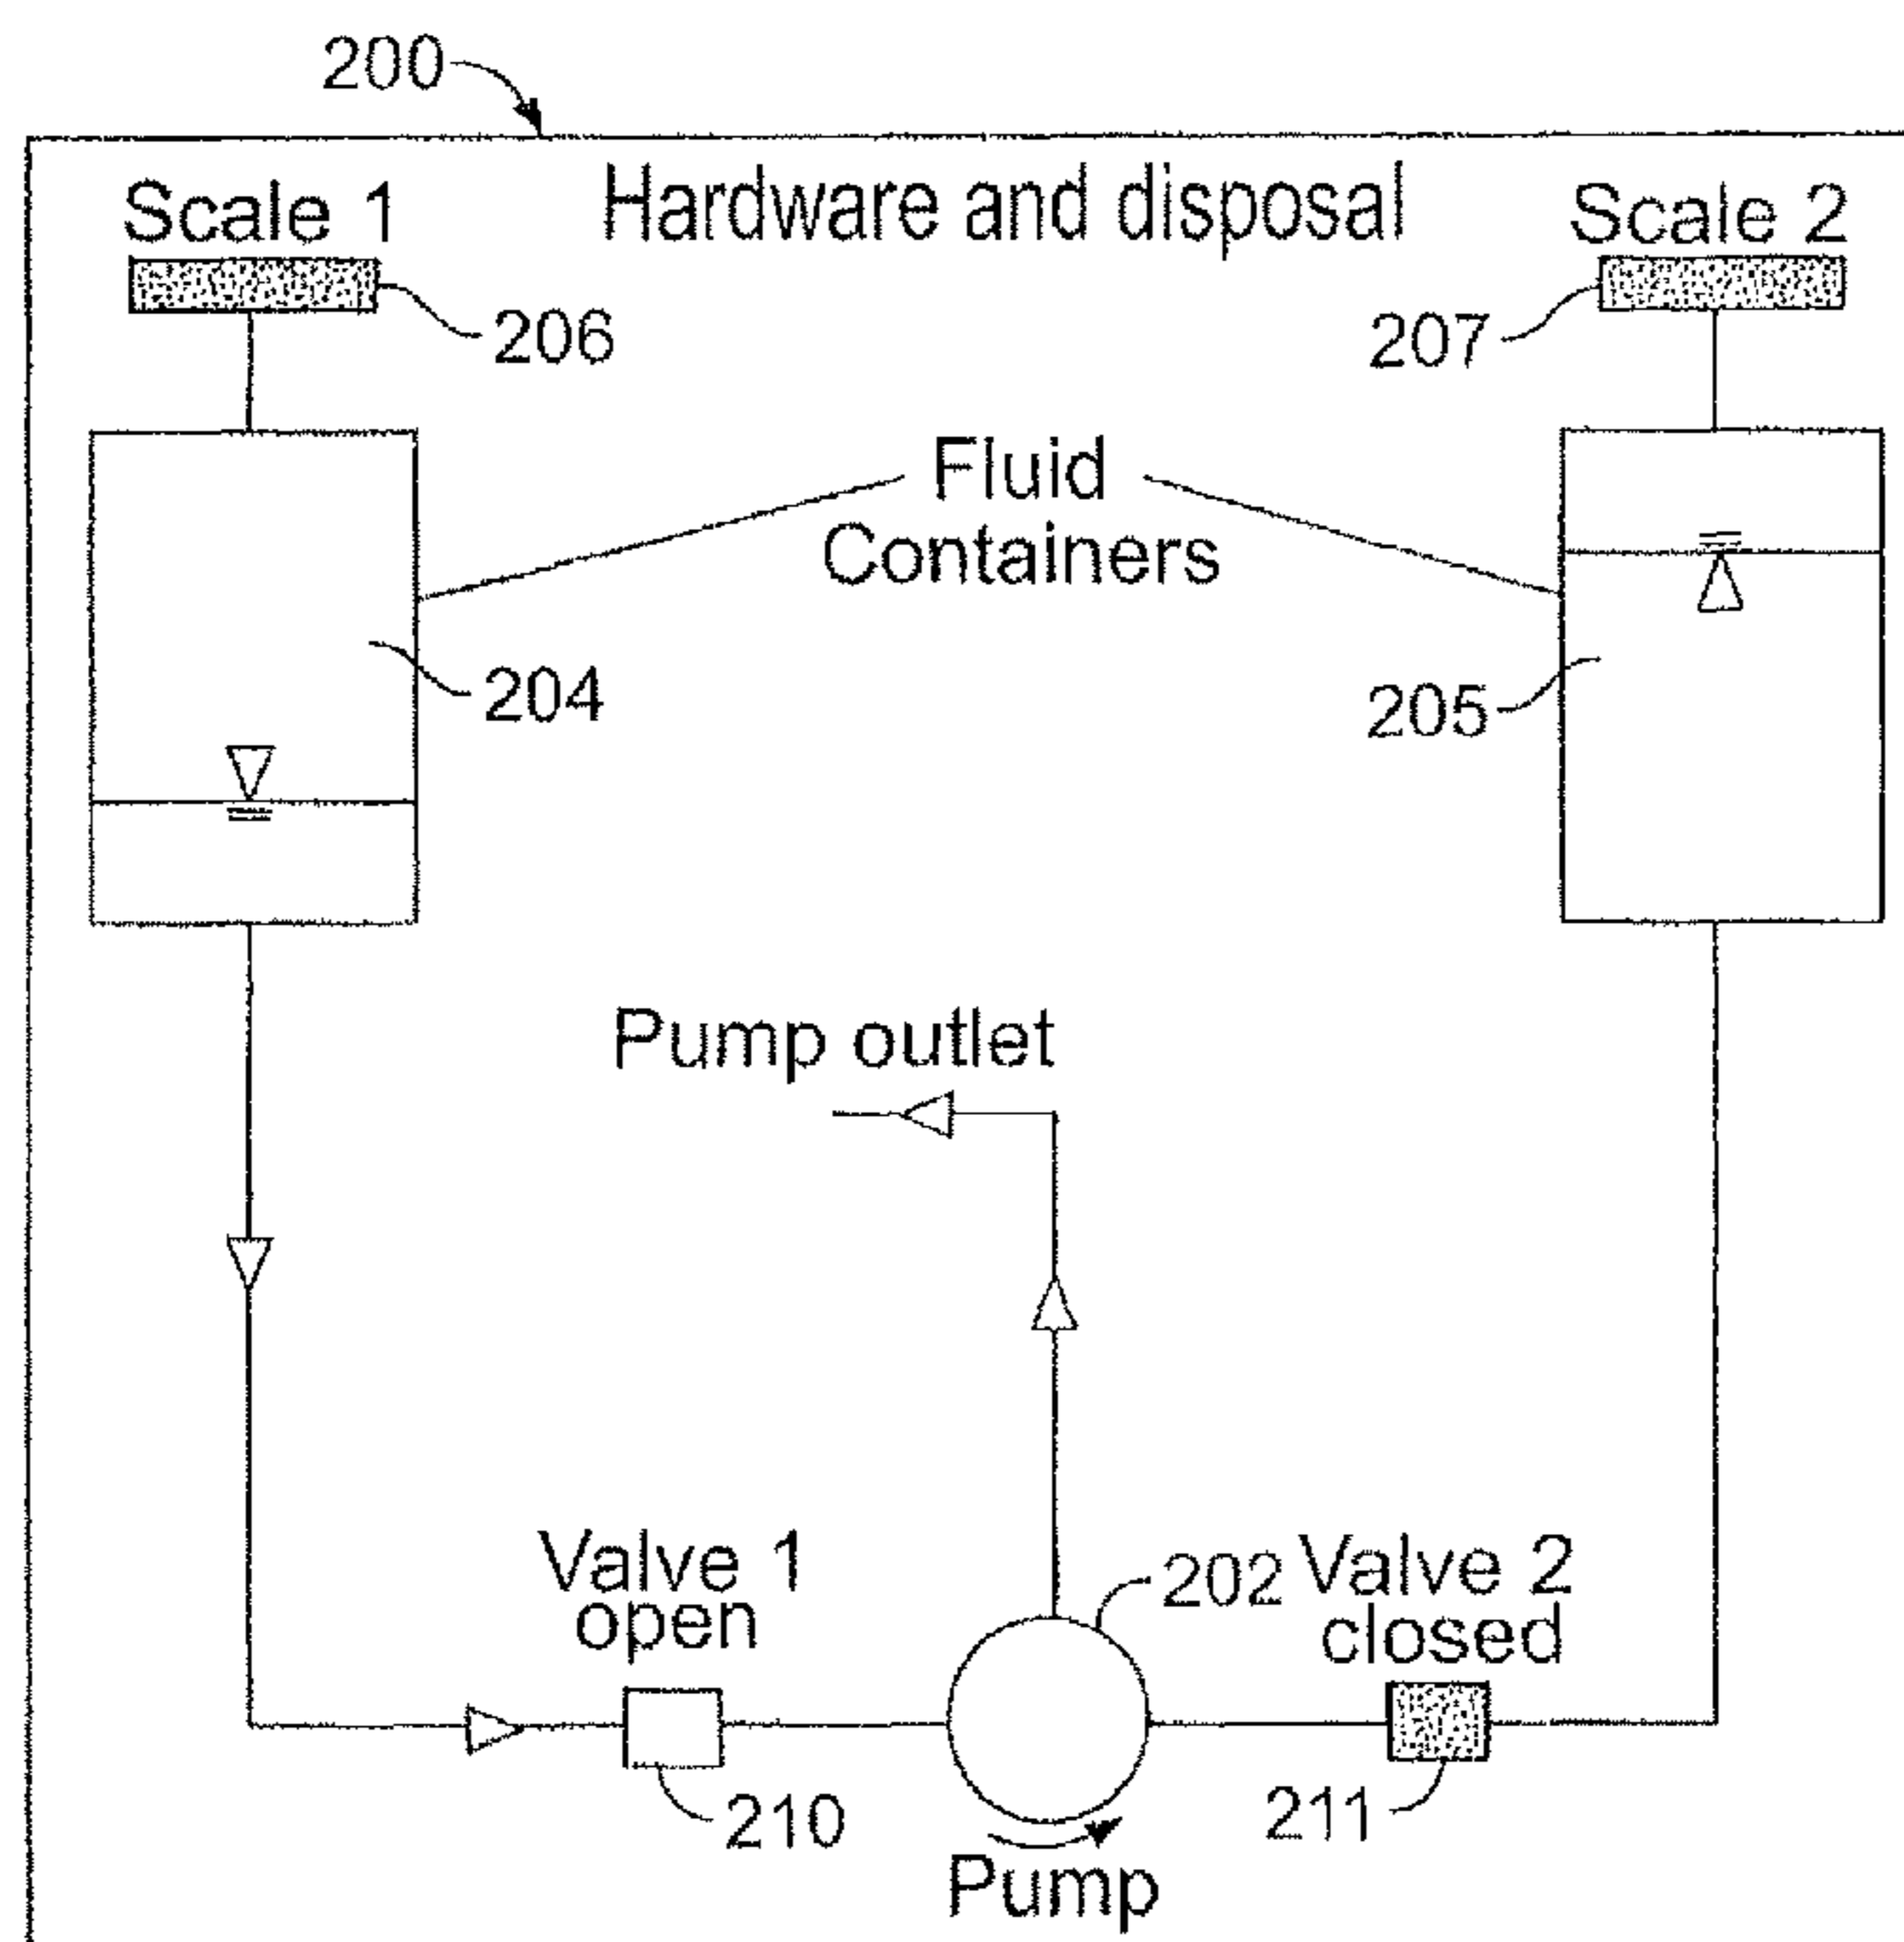 200
Hardware and disposal
Scale 1
Scale 2
206
207
Fluid
Containers
204
205
Pump outlet
Valve 1
open
202
Valve 2
closed
210
211
Pump